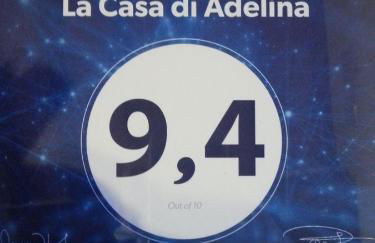 La Casa di Adelina
9,4
Out of 10